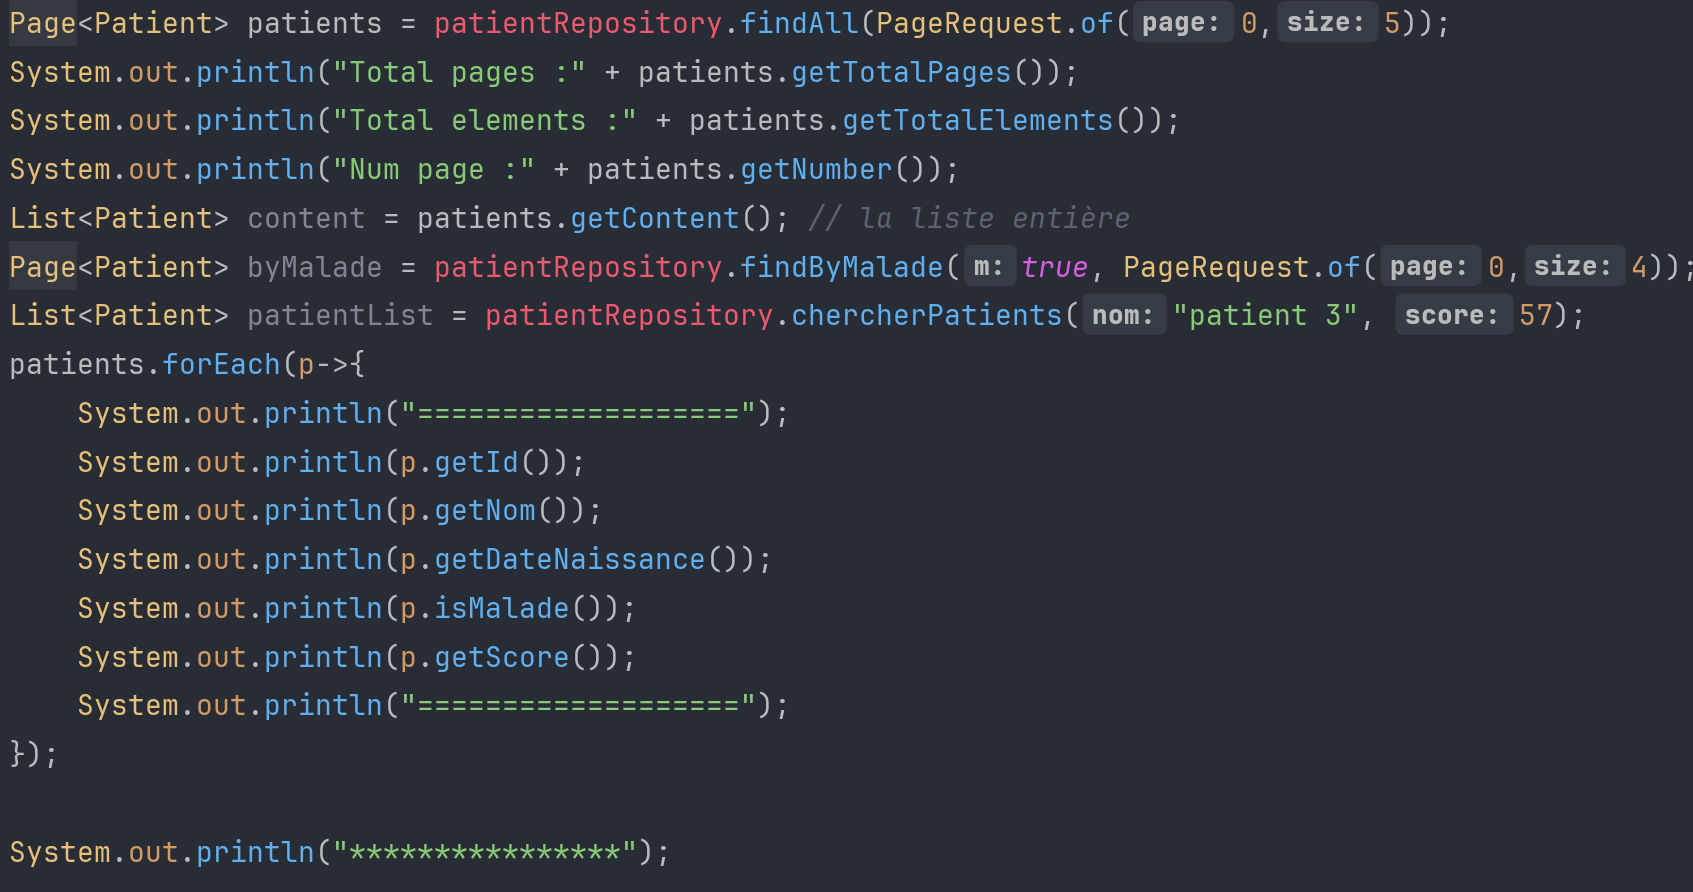 Page<Patient> patients = patientRepository.findAll(PageRequest.of( page: 0, size: 5));
System.out.println("Total pages :" + patients.getTotalPages());
System.out.println("Total elements :" + patients.getTotalElements());
System.out.println("Num page :" + patients.getNumber());
List<Patient> content = patients.getContent(); // la liste entière
Page<Patient> byMalade = patientRepository.findByMalade( m: true, PageRequest.of( page: 0, size: 4));
List<Patient> patientList = patientRepository.chercherPatients( nom: "patient 3", score: 57);
patients.forEach(p->{
    System.out.println("===================");
    System.out.println(p.getId());
    System.out.println(p.getNom());
    System.out.println(p.getDateNaissance());
    System.out.println(p.isMalade());
    System.out.println(p.getScore());
    System.out.println("===================");
});
System.out.println("****************");